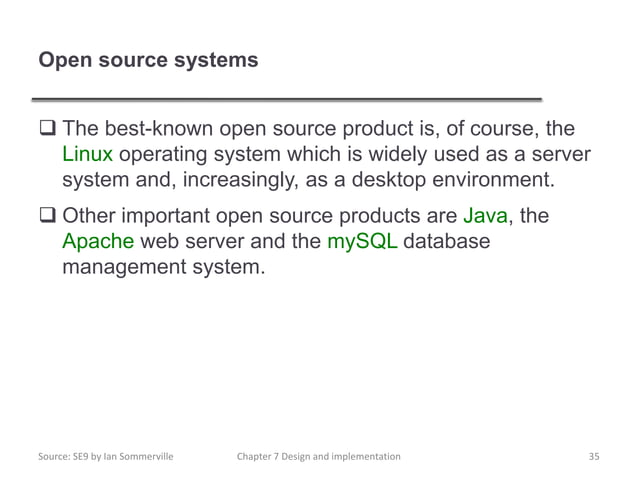 Open source systems
❑ The best-known open source product is, of course, the
Linux operating system which is widely used as a server
system and, increasingly, as a desktop environment.
❑ Other important open source products are Java, the
Apache web server and the mySQL database
management system.
Source: SE9 by Ian Sommerville Chapter 7 Design and implementation 35